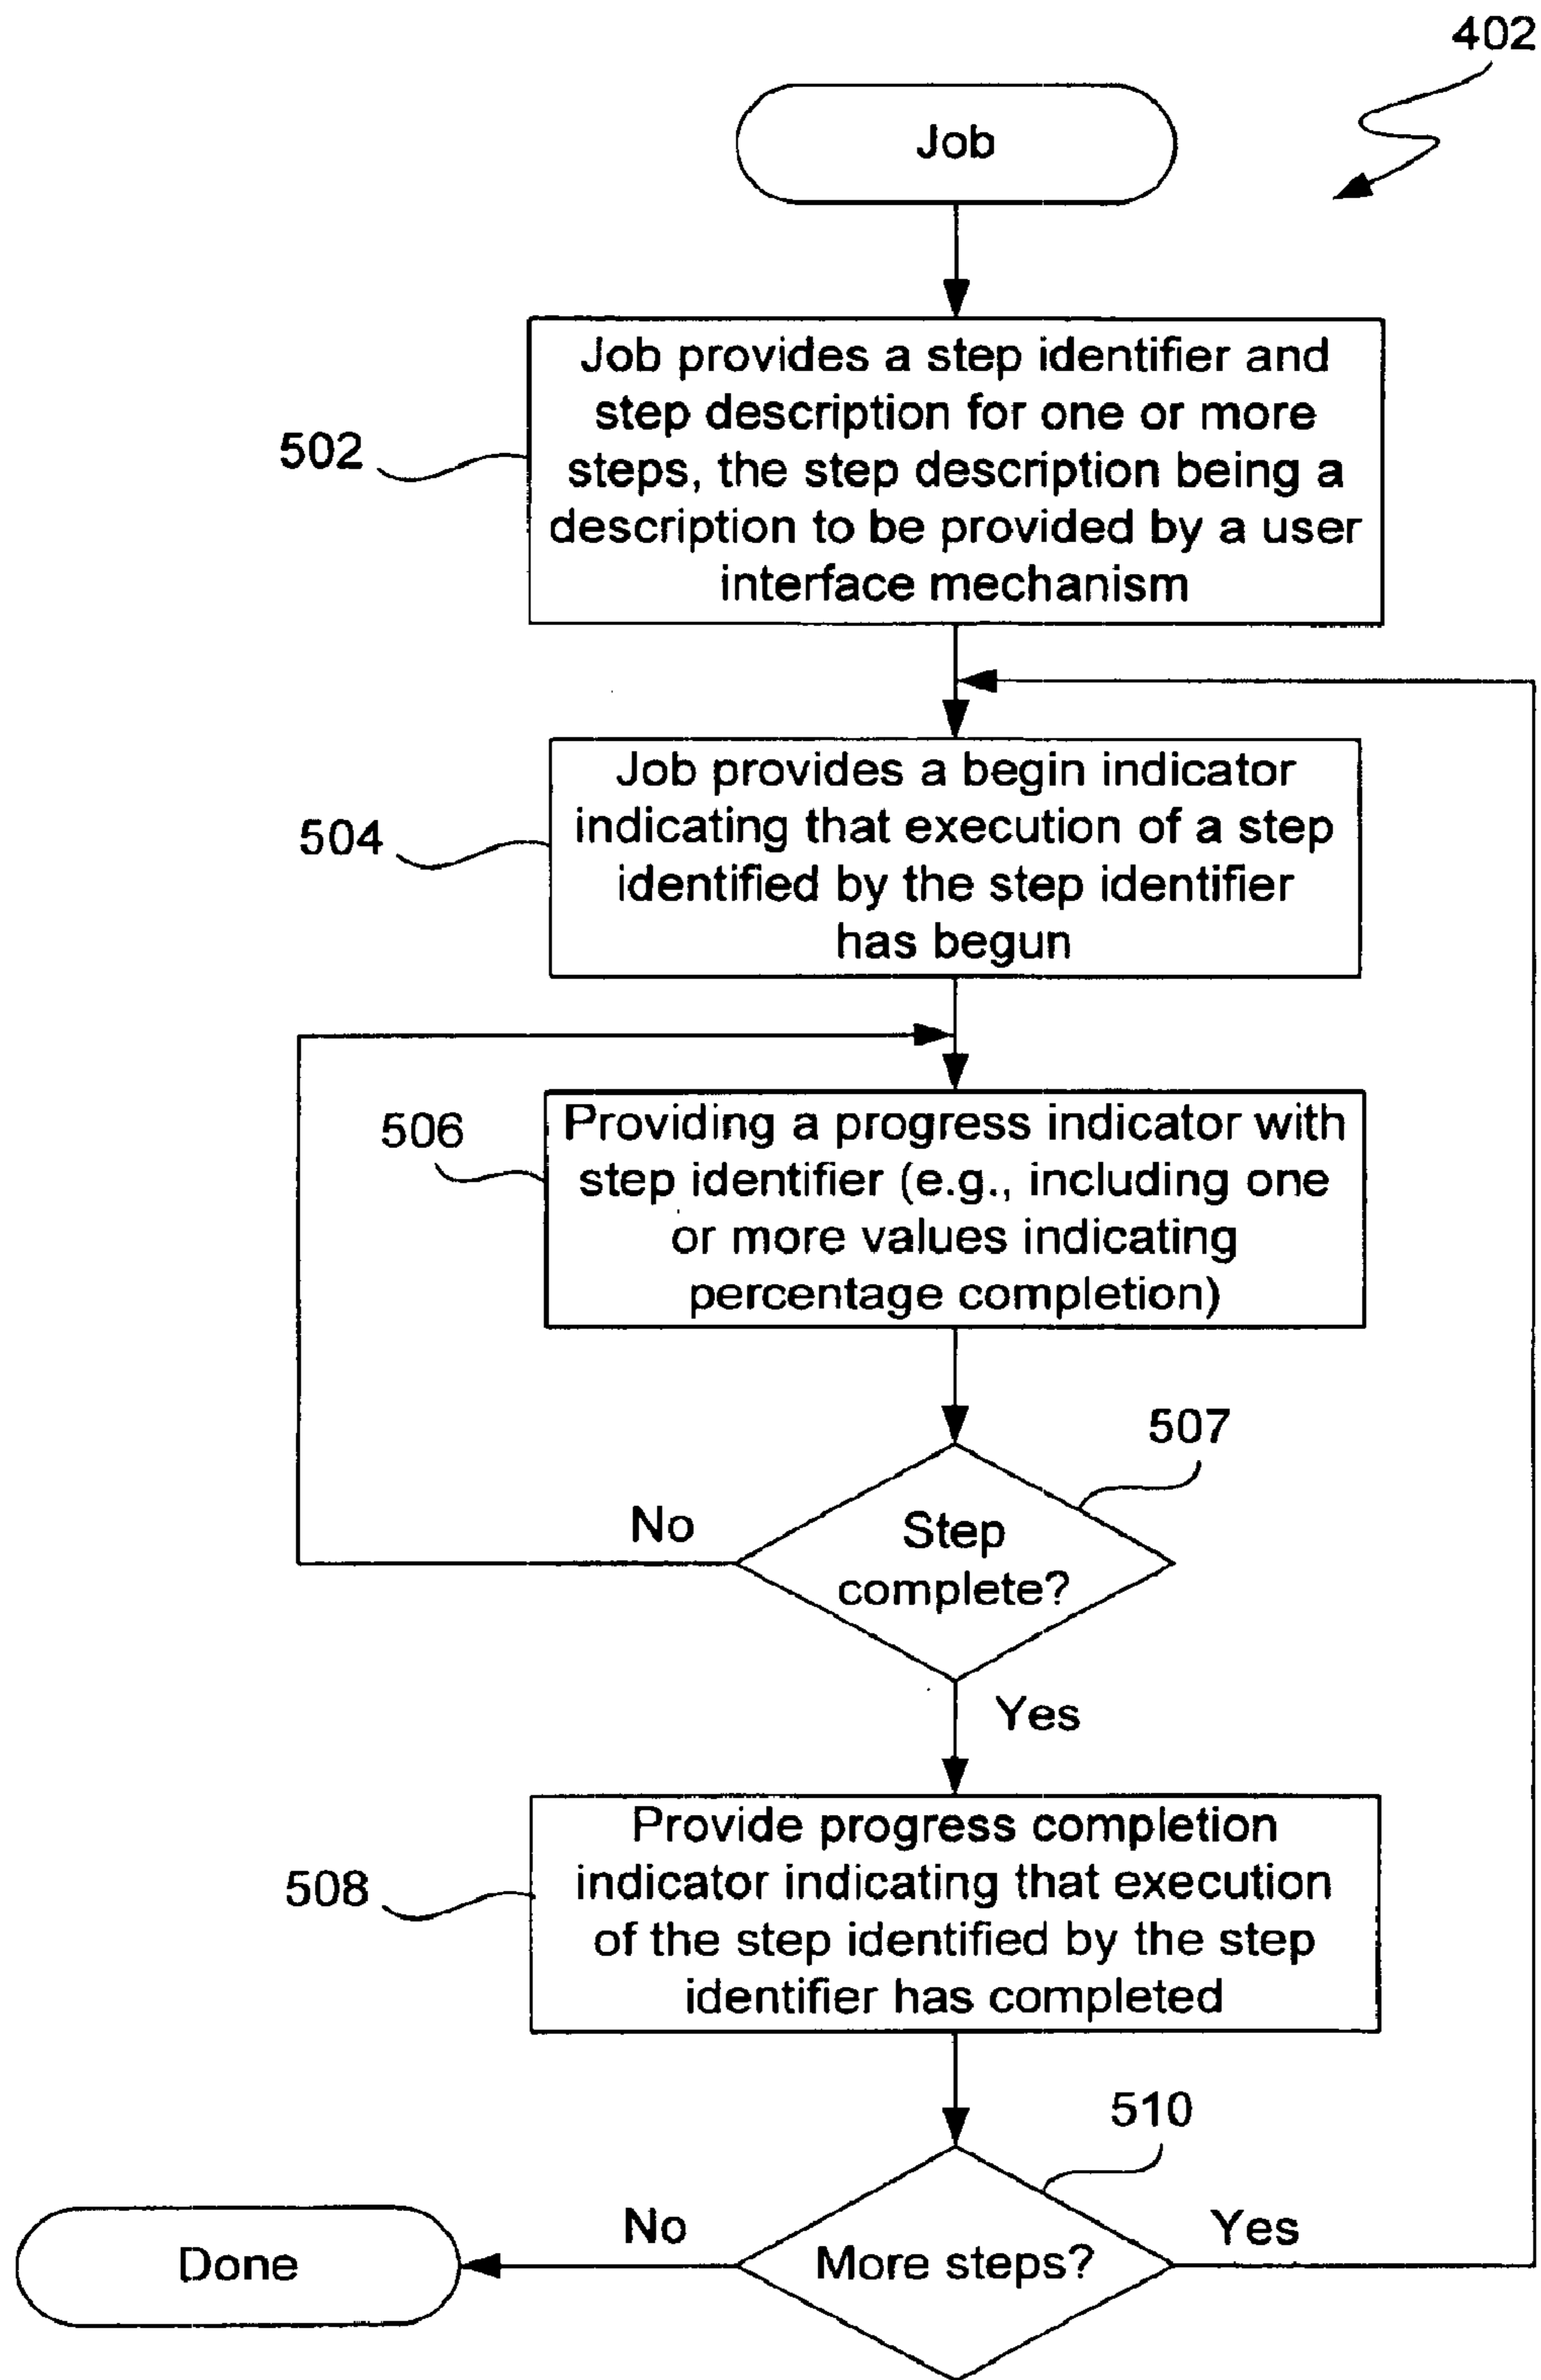 402
Job
Job provides a step identifier and
step description for one or more
steps, the step description being a
description to be provided by a user
interface mechanism
502
Job provides a begin indicator
indicating that execution of a step
identified by the step identifier
has begun
504
Providing a progress indicator with
step identifier (e.g., including one
or more values indicating
percentage completion)
506
507
Step
complete?
No
Yes
Provide progress completion
indicator indicating that execution
of the step identified by the step
identifier has completed
508
510
More steps?
No
Yes
Done